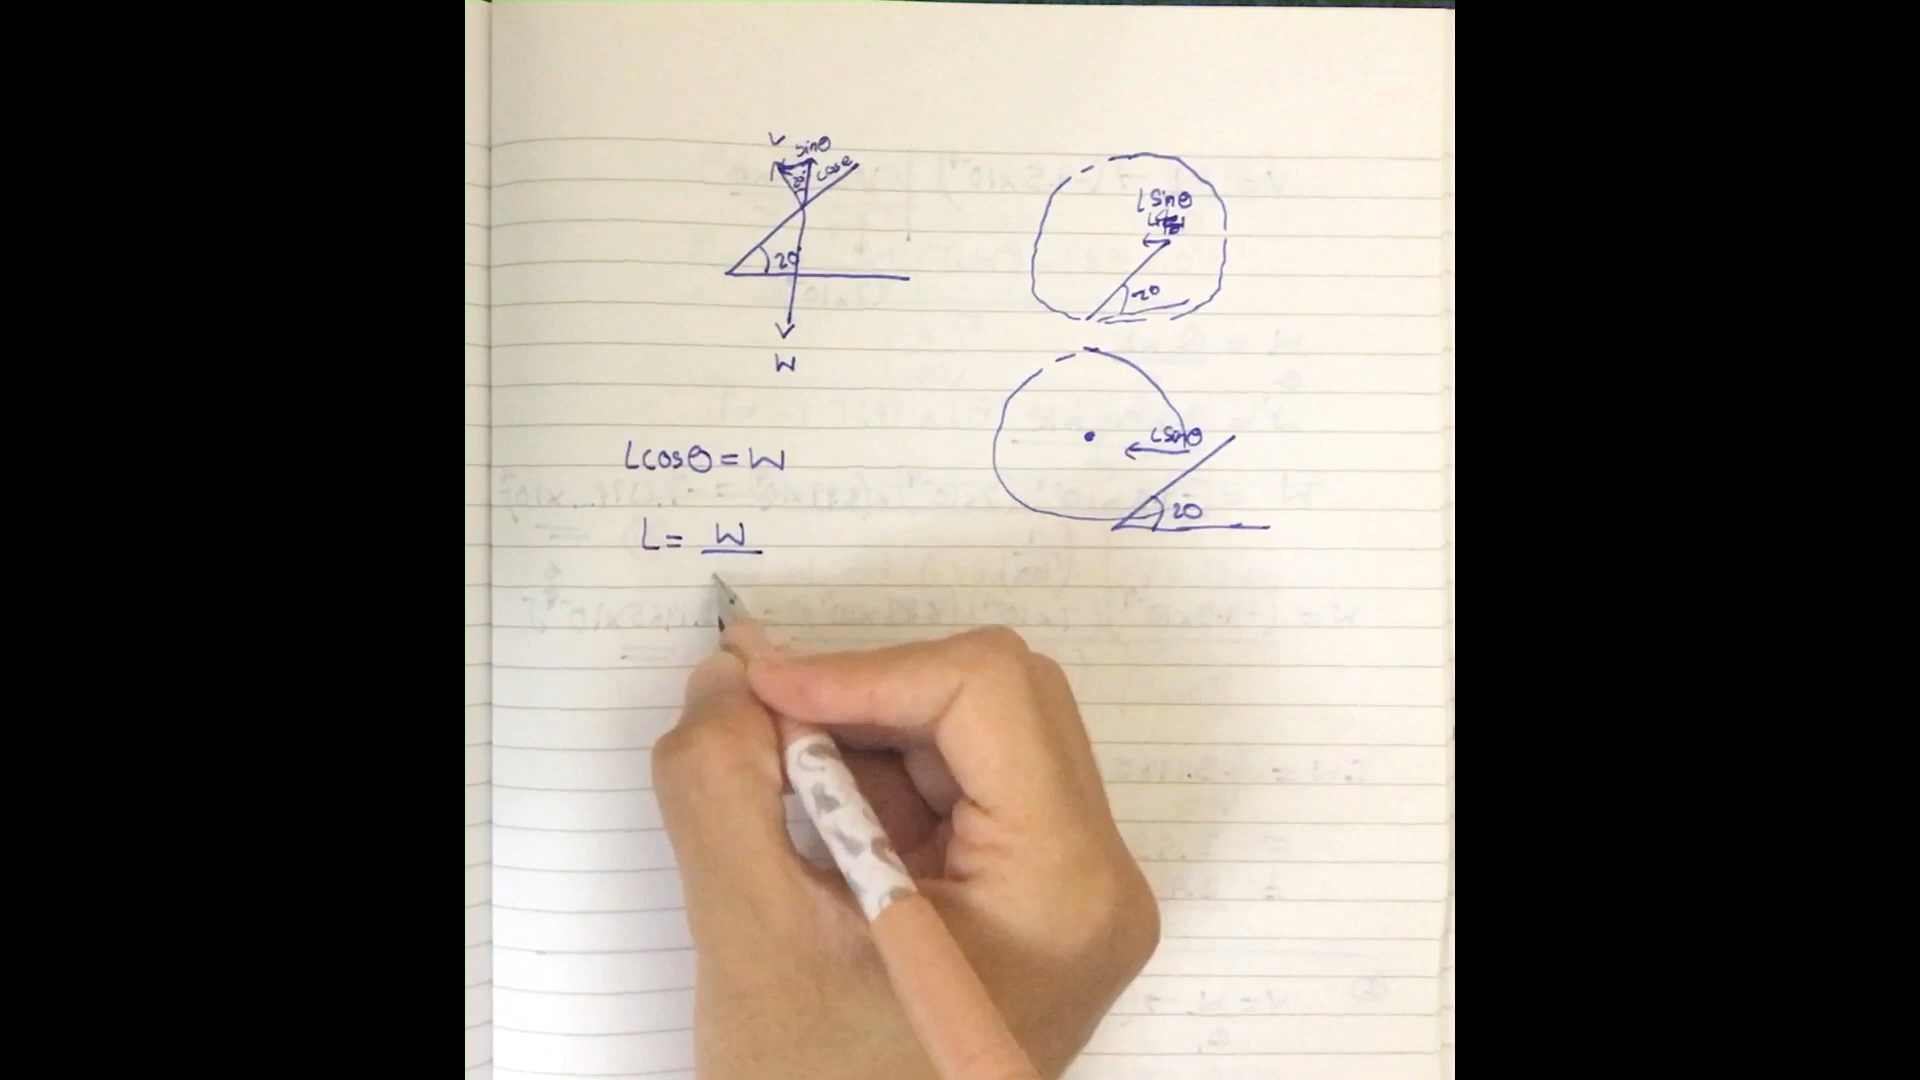 L
sinθ
cosθ
20
20
W
Lsinθ
20
Lsinθ
20
Lcosθ = W
L = W